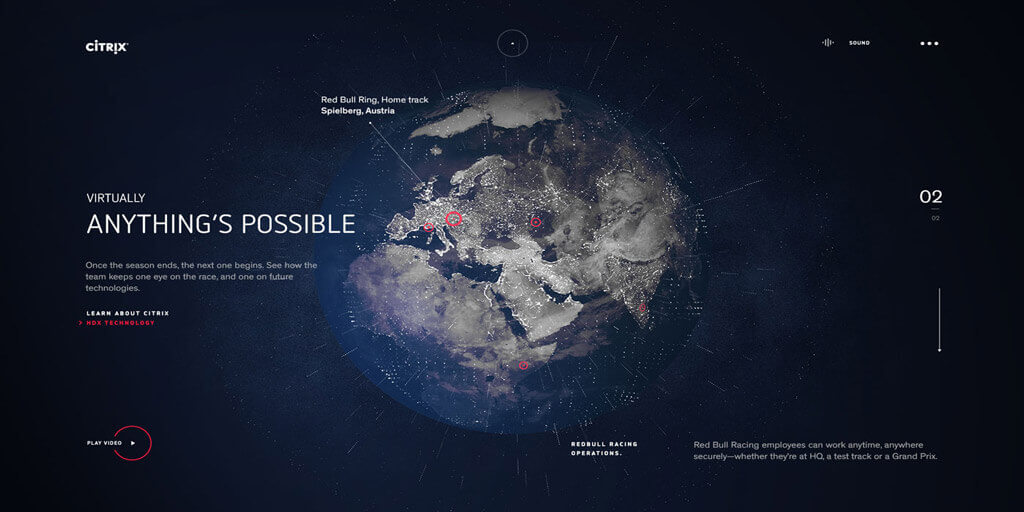 CITRIX
SOUND
Red Bull Ring, Home track
Spielberg, Austria
VIRTUALLY
ANYTHING'S POSSIBLE
02
02
Once the season ends, the next one begins. See how the
team keeps one eye on the race, and one on future
technologies.
LEARN ABOUT CITRIX
> HDX TECHNOLOGY
PLAY VIDEO
REDBULL RACING
OPERATIONS.
Red Bull Racing employees can work anytime, anywhere
securely—whether they're at HQ, a test track or a Grand Prix.